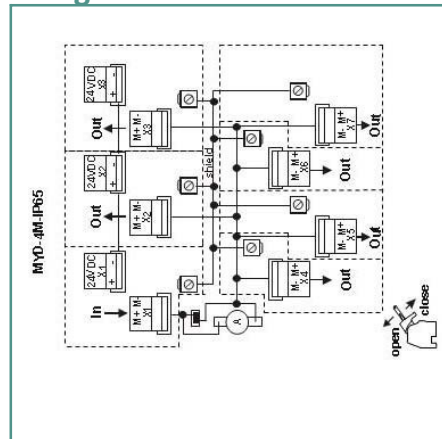 MYD-4M-IP65
24VDC
X1
+ -
In
M+ M-
X1
24VDC
X2
+ -
Out
M+ M-
X2
24VDC
X3
+ -
Out
M+ M-
X3
shield
A
M- M+
X4
Out
M- M+
X5
Out
M- M+
X6
Out
M- M+
X7
Out
open
close